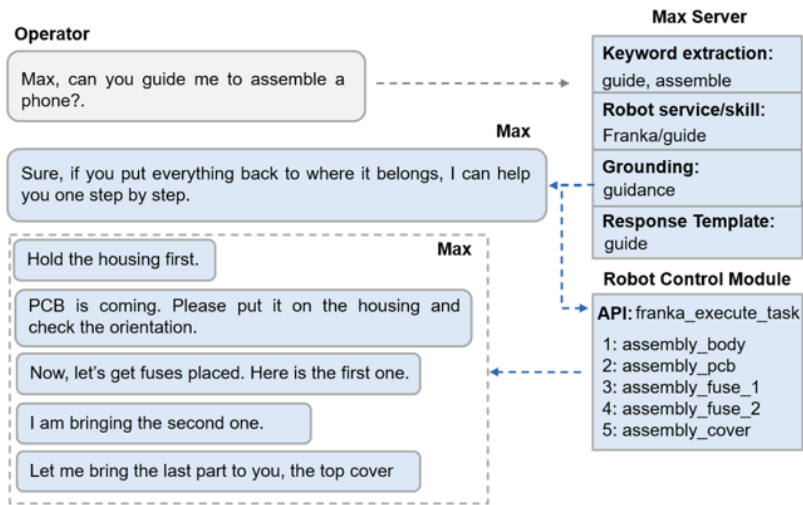 Operator
Max, can you guide me to assemble a
phone?.
Max
Sure, if you put everything back to where it belongs, I can help
you one step by step.
Max
Hold the housing first.
PCB is coming. Please put it on the housing and
check the orientation.
Now, let's get fuses placed. Here is the first one.
I am bringing the second one.
Let me bring the last part to you, the top cover
Max Server
Keyword extraction:
guide, assemble
Robot service/skill:
Franka/guide
Grounding:
guidance
Response Template:
guide
Robot Control Module
API: franka_execute_task
1: assembly_body
2: assembly_pcb
3: assembly_fuse_1
4: assembly_fuse_2
5: assembly_cover